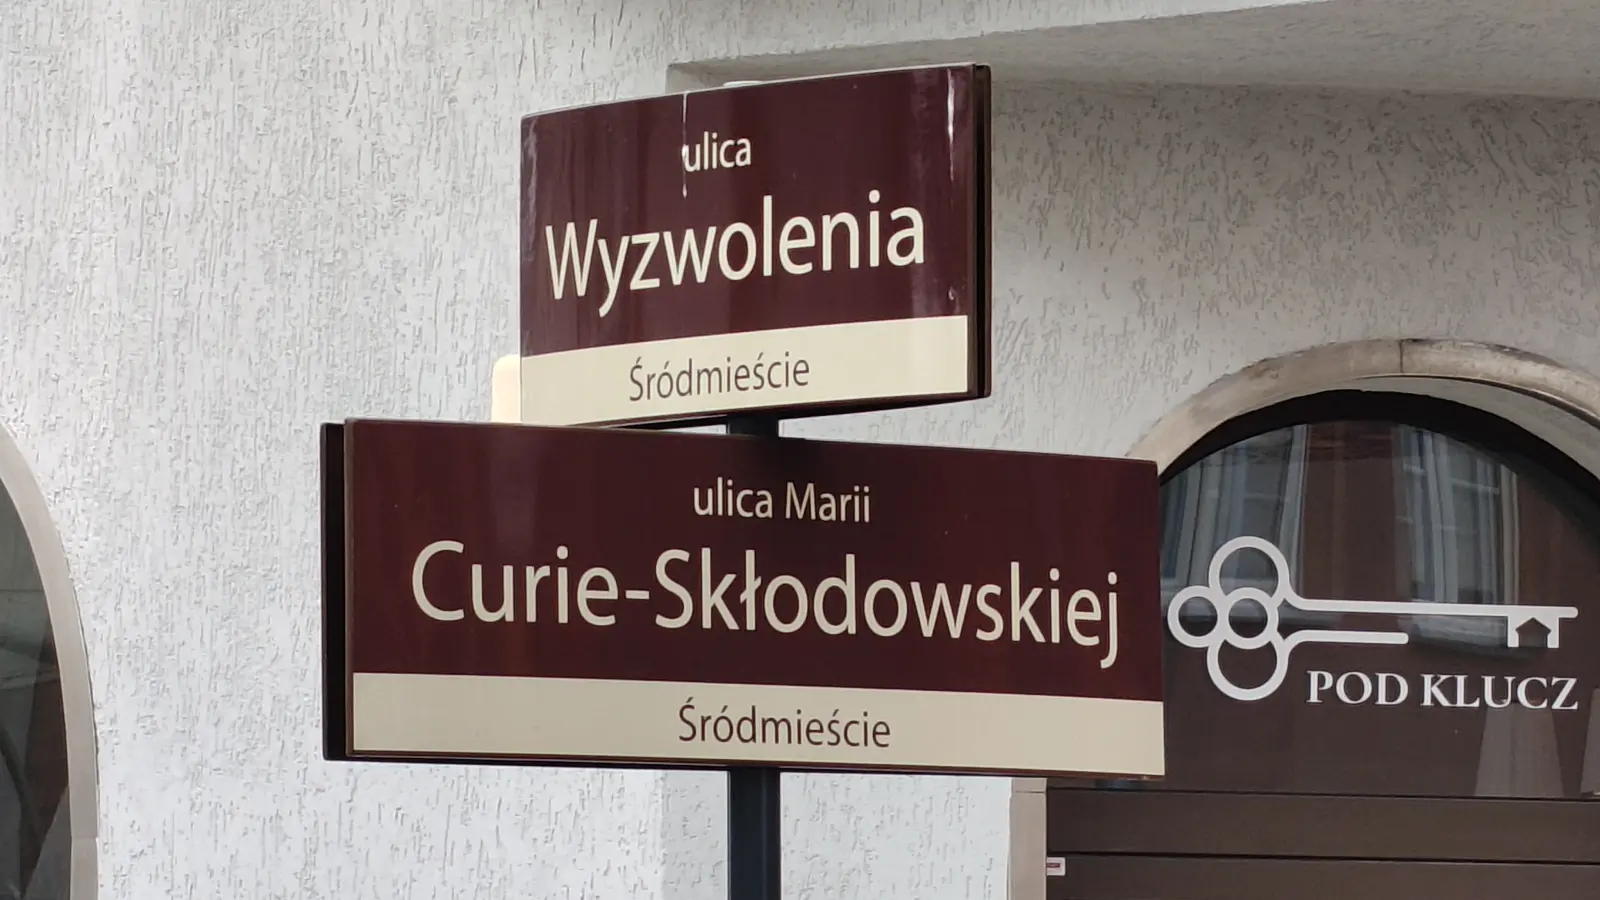 ulica
Wyzwolenia
Śródmieście
ulica Marii
Curie-Skłodowskiej
Śródmieście
POD KLUCZ